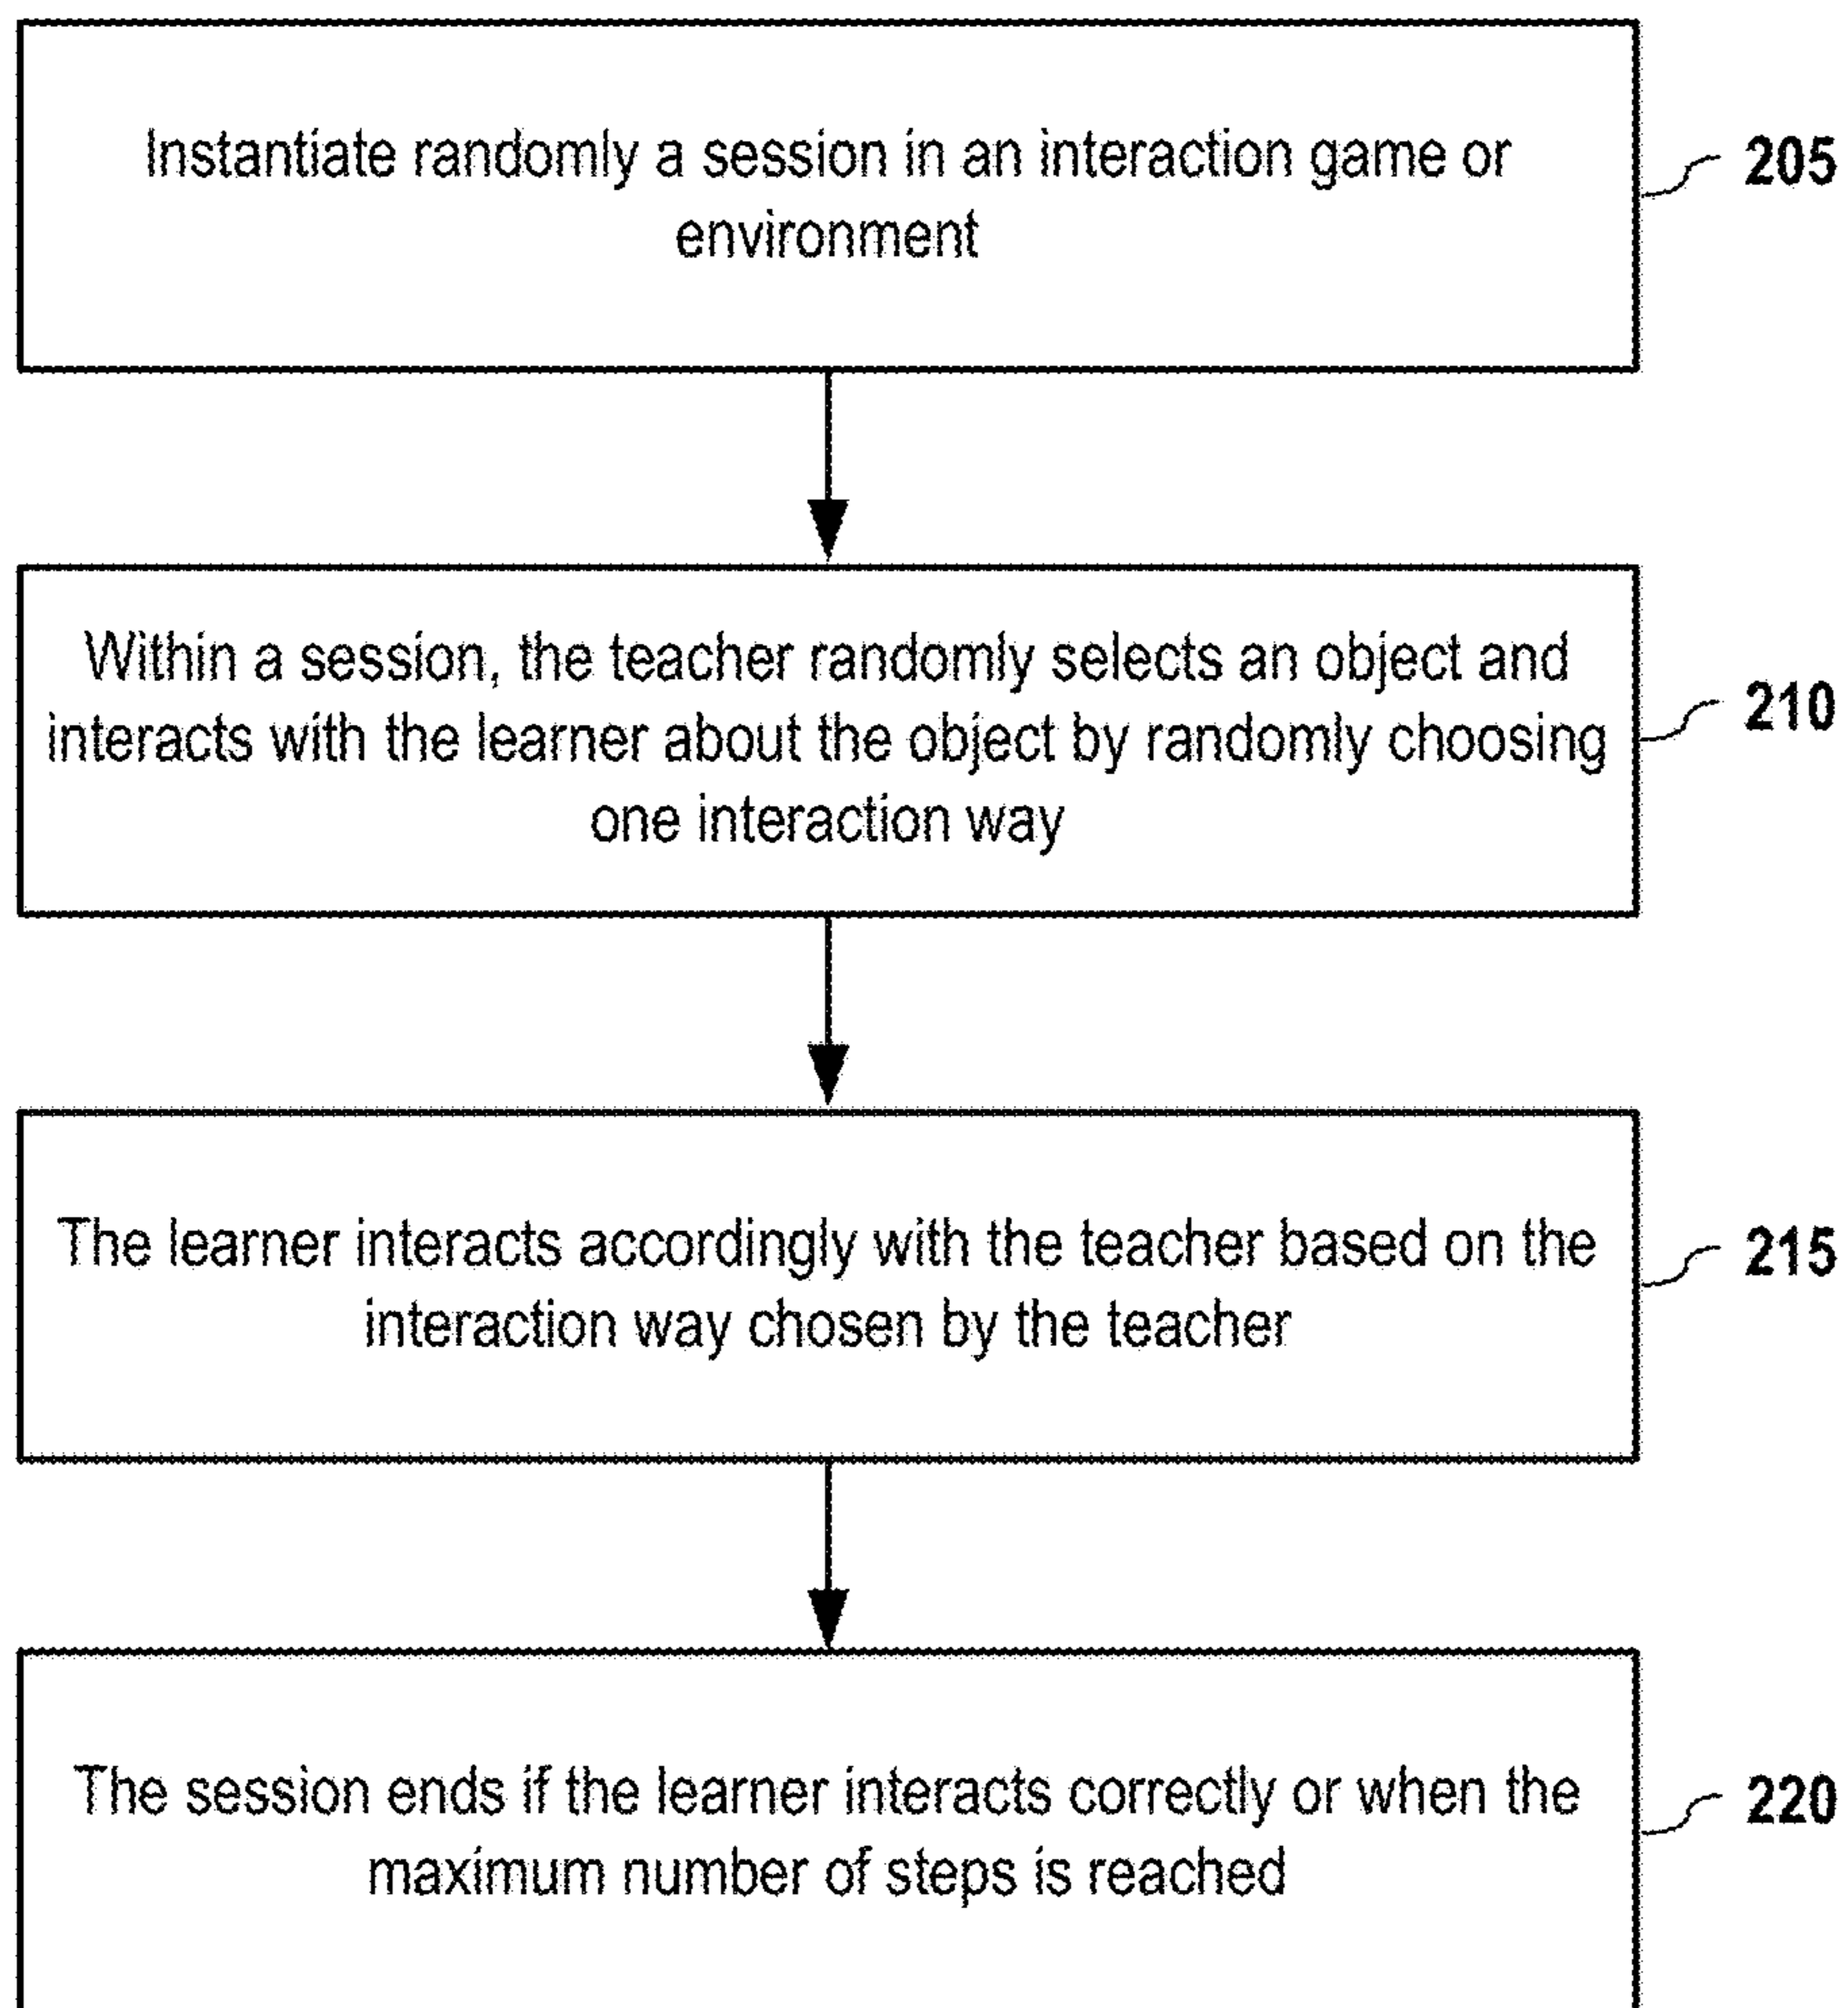 Instantiate randomly a session in an interaction game or
environment
205
Within a session, the teacher randomly selects an object and
interacts with the learner about the object by randomly choosing
one interaction way
210
The learner interacts accordingly with the teacher based on the
interaction way chosen by the teacher
215
The session ends if the learner interacts correctly or when the
maximum number of steps is reached
220